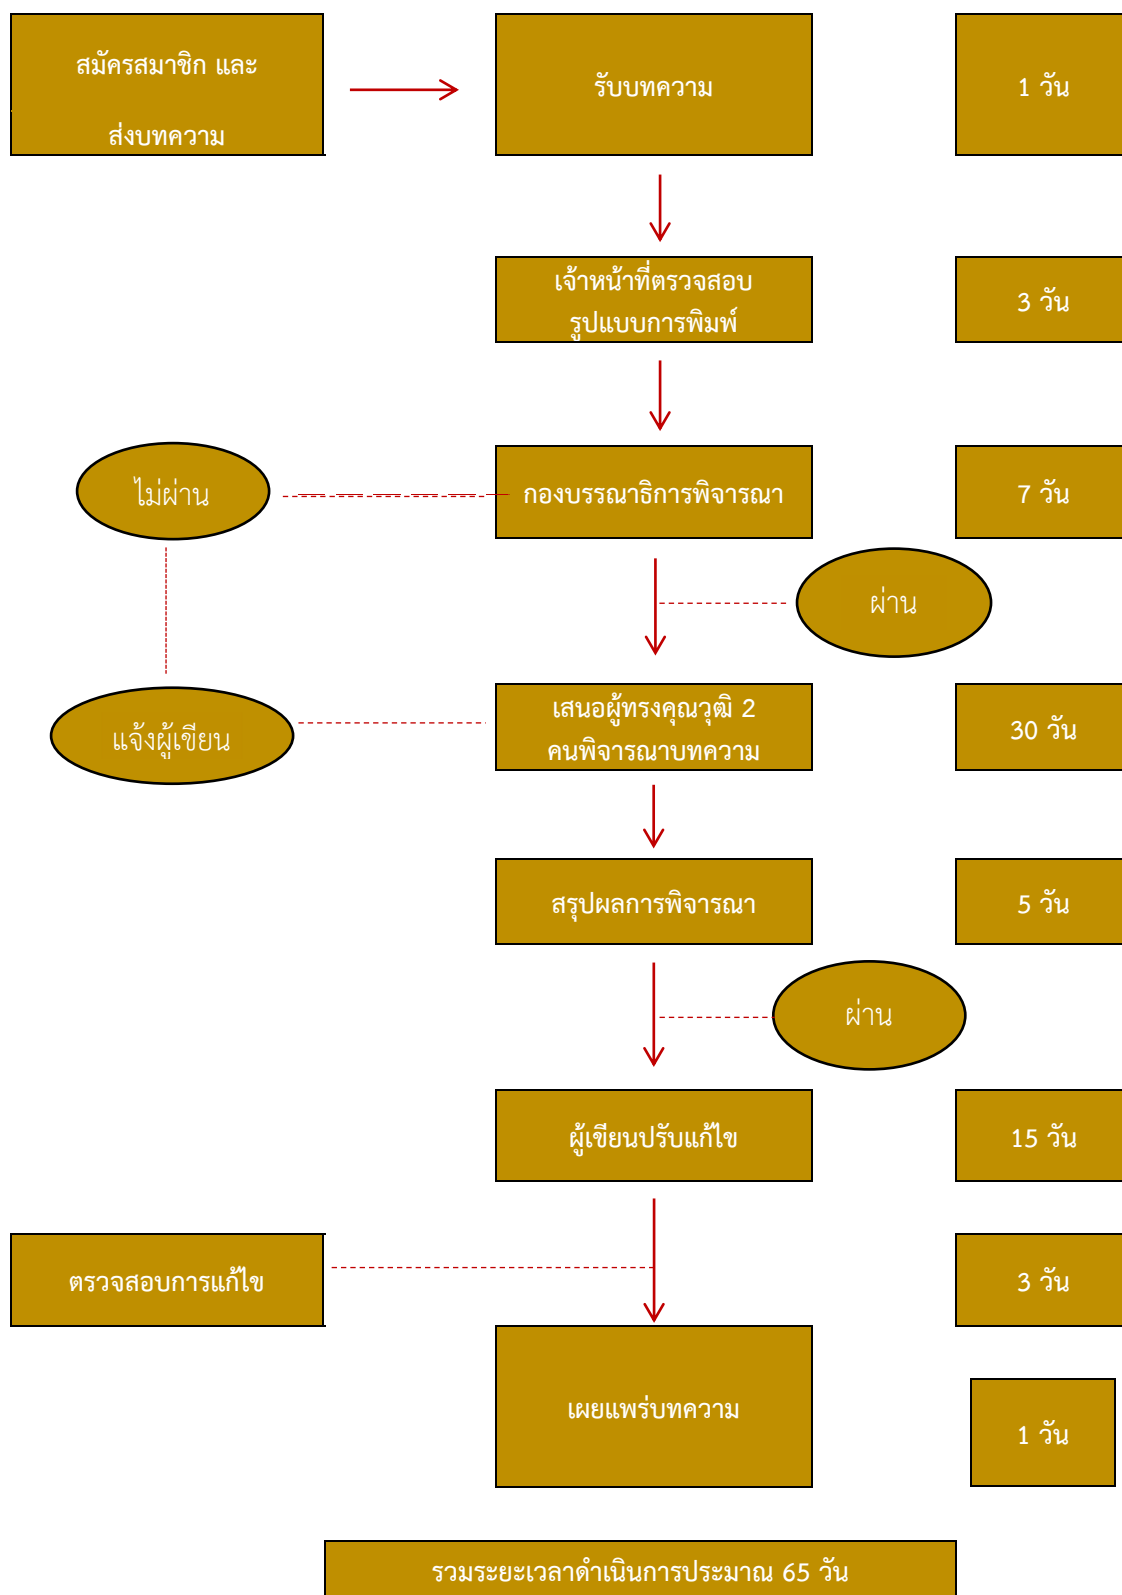 สมัครสมาชิก และ
ส่งบทความ
รับบทความ
1 วัน
เจ้าหน้าที่ตรวจสอบ
รูปแบบการพิมพ์
3 วัน
ไม่ผ่าน
กองบรรณาธิการพิจารณา
7 วัน
ผ่าน
แจ้งผู้เขียน
เสนอผู้ทรงคุณวุฒิ 2
คนพิจารณาบทความ
30 วัน
สรุปผลการพิจารณา
5 วัน
ผ่าน
ผู้เขียนปรับแก้ไข
15 วัน
ตรวจสอบการแก้ไข
3 วัน
เผยแพร่บทความ
1 วัน
รวมระยะเวลาดำเนินการประมาณ 65 วัน